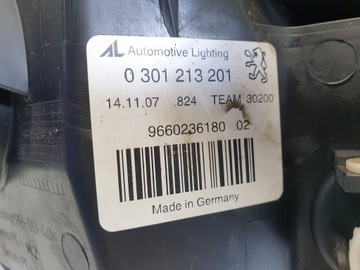 AL Automotive Lighting
0 301 213 201
14.11.07 .824 TEAM 30200
9660236180 02
Made in Germany